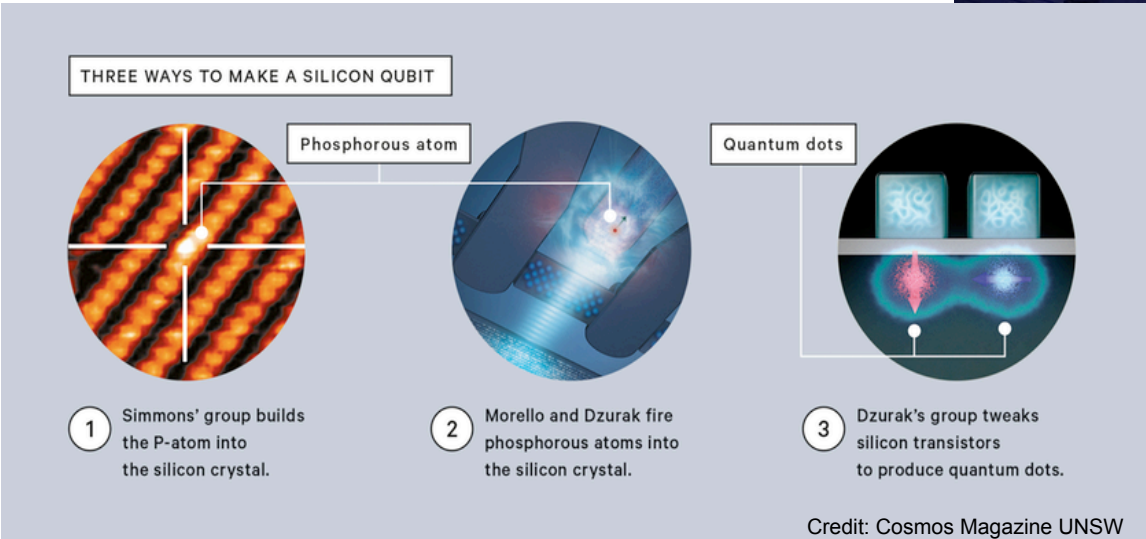 THREE WAYS TO MAKE A SILICON QUBIT
Phosphorous atom
Quantum dots
1
Simmons’ group builds
the P-atom into
the silicon crystal.
2
Morello and Dzurak fire
phosphorous atoms into
the silicon crystal.
3
Dzurak’s group tweaks
silicon transistors
to produce quantum dots.
Credit: Cosmos Magazine UNSW